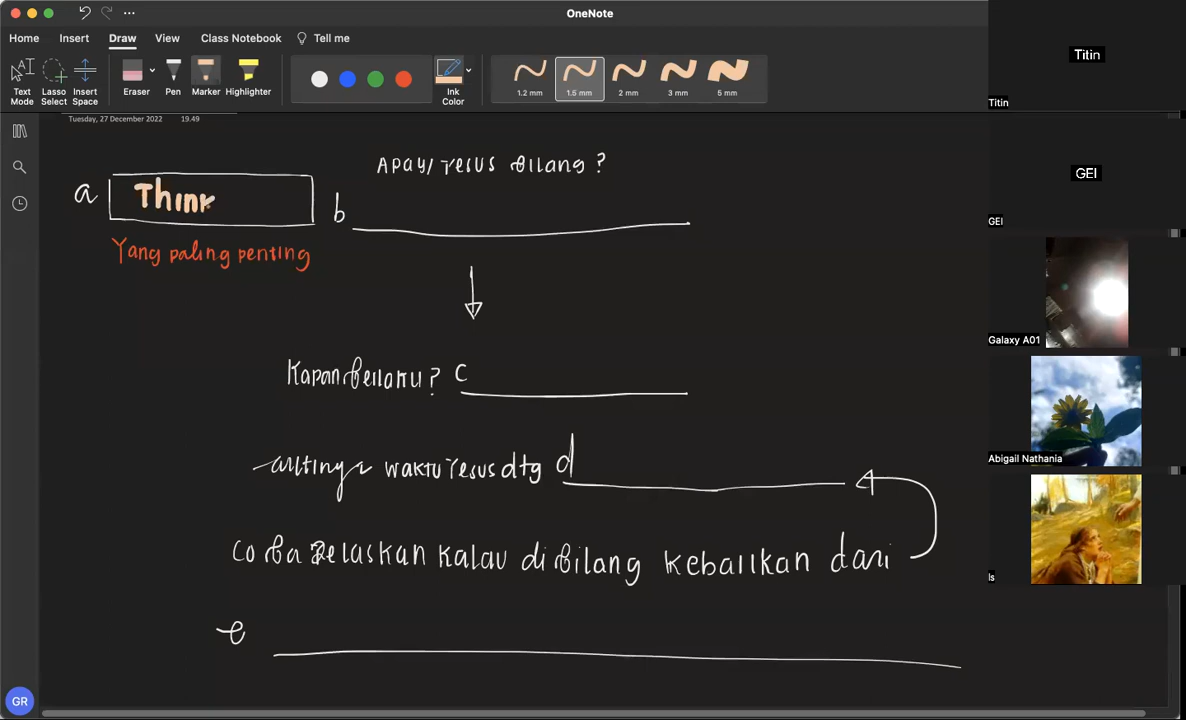 OneNote
Home Insert Draw View Class Notebook Tell me
Text Mode Lasso Select Insert Space Eraser Pen Marker Highlighter Ink Color 1.2 mm 1.5 mm 2 mm 3 mm 5 mm
Tuesday, 27 December 2022 19.49
Apa yg Yesus bilang?
a Think b
Yang paling penting
Kapan berlaku? c
artinya waktu Yesus dtg d
coba jelaskan kalau dibilang kebalikan dari
e
GR
Titin
Titin
GEI
GEI
Galaxy A01
Abigail Nathania
Is